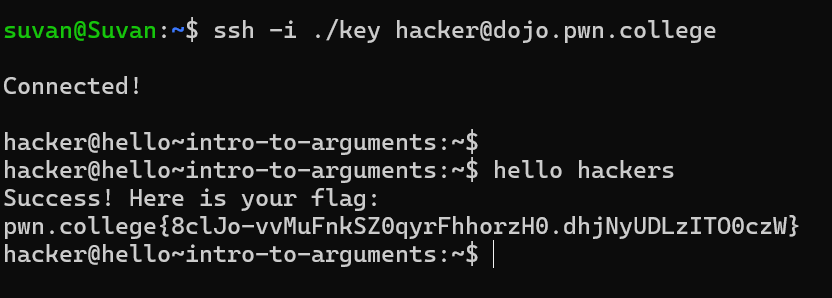 suvan@Suvan:~$ ssh -i ./key hacker@dojo.pwn.college
Connected!
hacker@hello~intro-to-arguments:~$
hacker@hello~intro-to-arguments:~$ hello hackers
Success! Here is your flag:
pwn.college{8clJo-vvMuFnkSZ0qyrFhhorzH0.dhjNyUDLzITO0czW}
hacker@hello~intro-to-arguments:~$